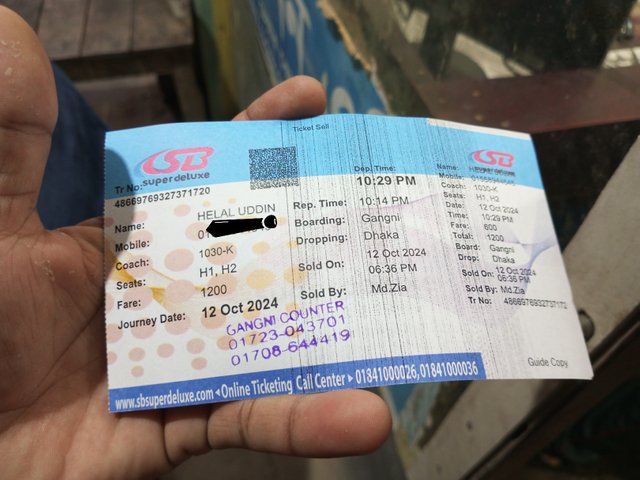 Ticket Sell
SB
superdeluxe
Tr No:
48669769327371720
Name: HELAL UDDIN
Mobile:
Coach: 1030-K
Seats: H1, H2
Fare: 1200
Journey Date: 12 Oct 2024
Dep. Time:
10:29 PM
Rep. Time: 10:14 PM
Boarding: Gangni
Dropping: Dhaka
Sold On: 12 Oct 2024
06:36 PM
Sold By: Md.Zia
GANGNI COUNTER
01723-043701
01708-644419
www.sbsuperdeluxe.com Online Ticketing Call Center 01841000026,01841000036
SB
superdeluxe
Name:
Mobile:
Coach: 1030-K
Seats: H1, H2
Date: 12 Oct 2024
Time: 10:29 PM
Fare: 600
Total: 1200
Board: Gangni
Drop: Dhaka
Sold On: 12 Oct 2024
06:36 PM
Sold By: Md.Zia
Tr No:
Guide Copy